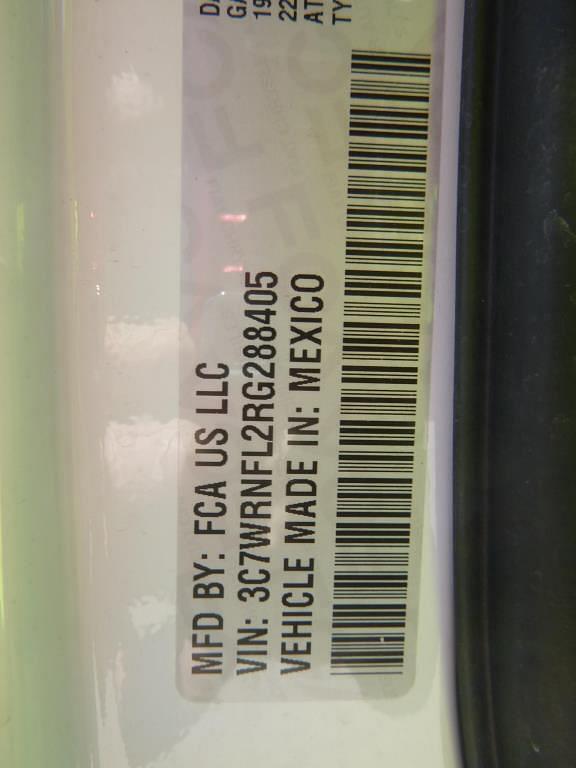 MFD BY: FCA US LLC
VIN: 3C7WRNFL2RG288405
VEHICLE MADE IN: MEXICO